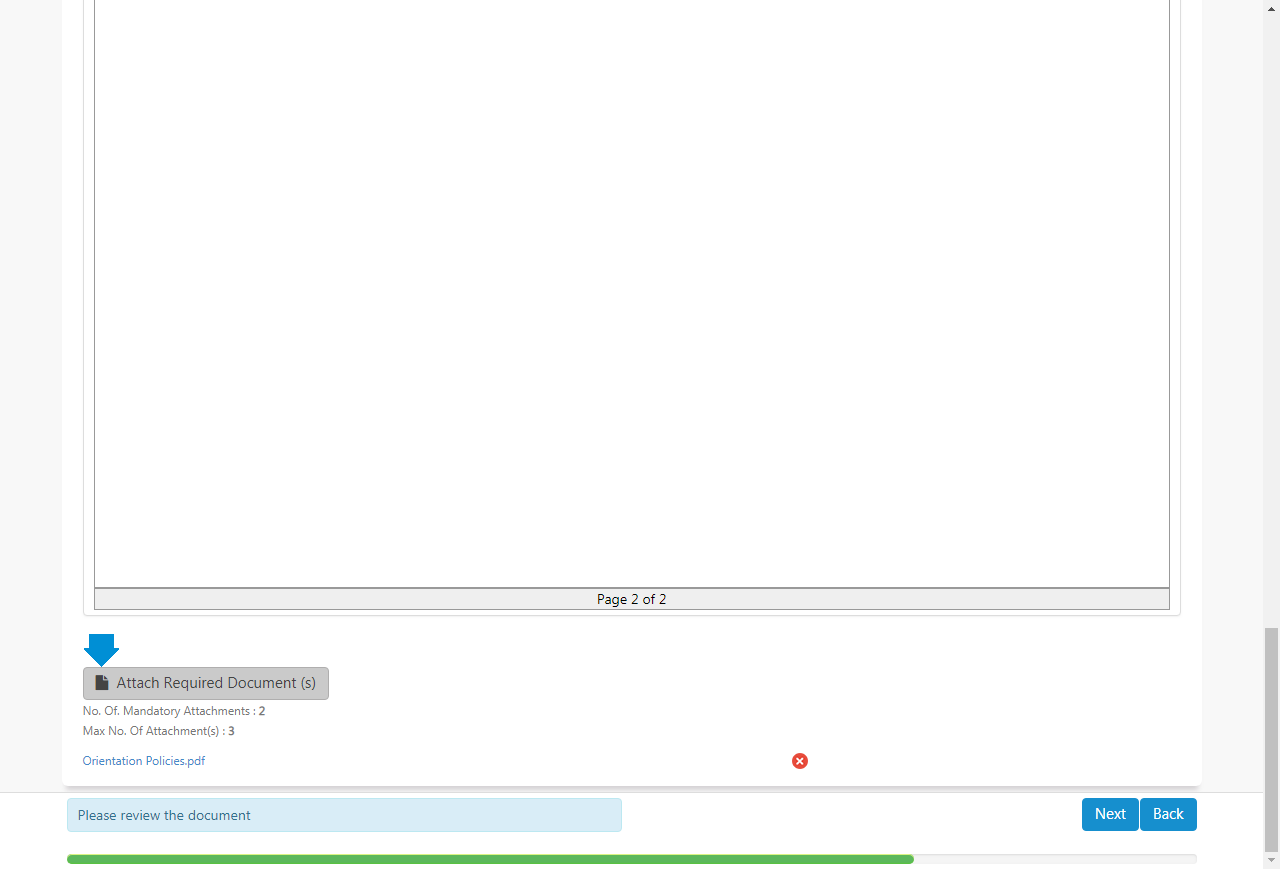 Page 2 of 2
Attach Required Document (s)
No. Of. Mandatory Attachments : 2
Max No. Of Attachment(s) : 3
Orientation Policies.pdf
Please review the document
Next
Back